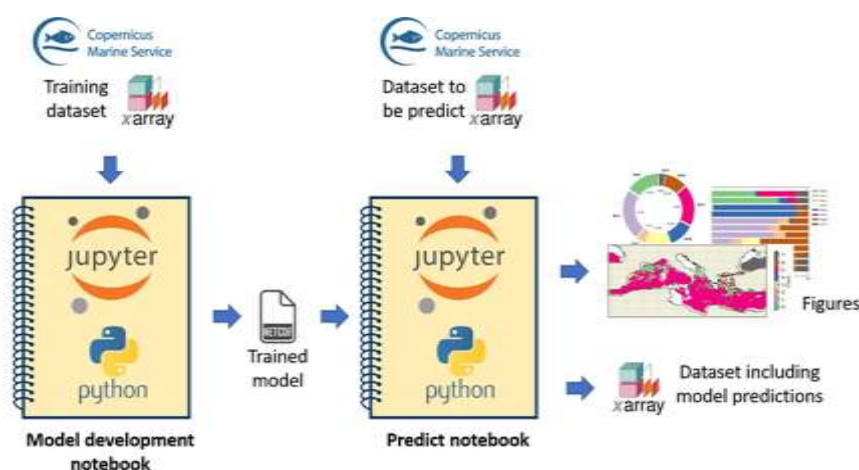 Copernicus
Marine Service
Training
dataset
xarray
Copernicus
Marine Service
Dataset to
be predict
xarray
jupyter
python
Model development
notebook
NETCDF
Trained
model
jupyter
python
Predict notebook
Figures
xarray
Dataset including
model predictions